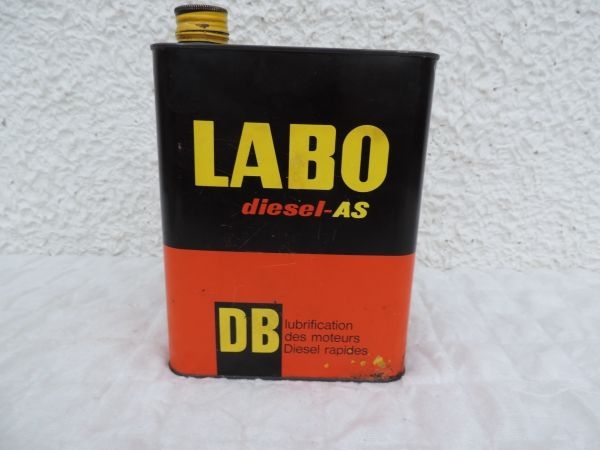 LABO
diesel-AS
DB
lubrification
des moteurs
Diesel rapides